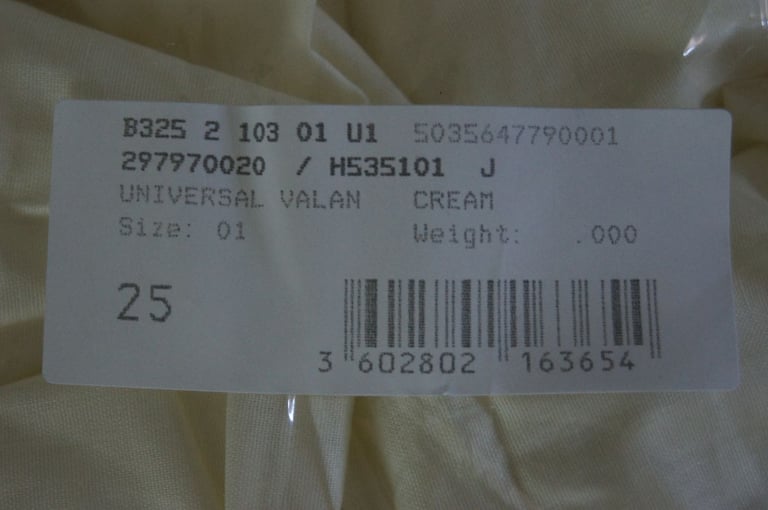 B325 2 103 01 U1 5035647790001
297970020 / H535101 J
UNIVERSAL VALAN CREAM
Size: 01 Weight: .000
25
3 602802 163654